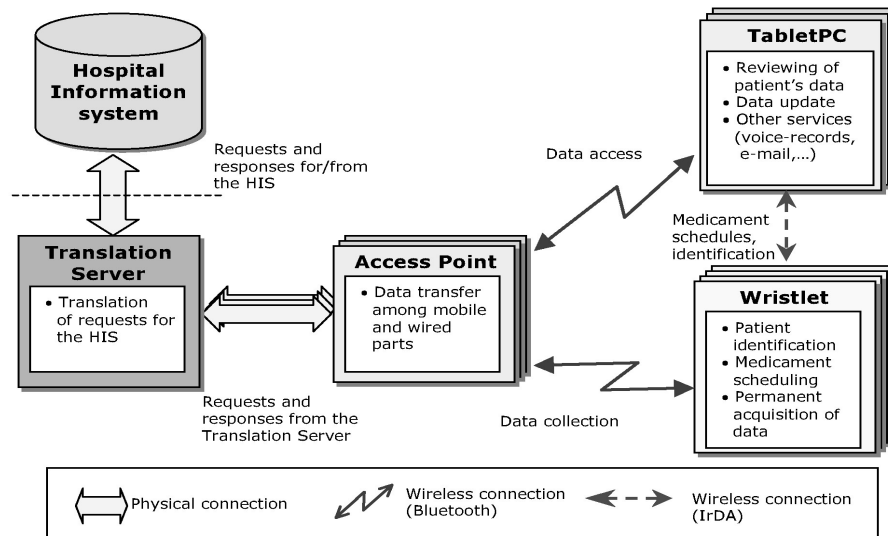 Hospital
Information
system
Requests and
responses for/from
the HIS
Translation
Server
• Translation
of requests for
the HIS
Requests and
responses from the
Translation Server
Access Point
• Data transfer
among mobile
and wired
parts
Data access
Data collection
TabletPC
• Reviewing of
patient's data
• Data update
• Other services
(voice-records,
e-mail,...)
Medicament
schedules,
identification
Wristlet
• Patient
identification
• Medicament
scheduling
• Permanent
acquisition of
data
Physical connection
Wireless connection
(Bluetooth)
Wireless connection
(IrDA)